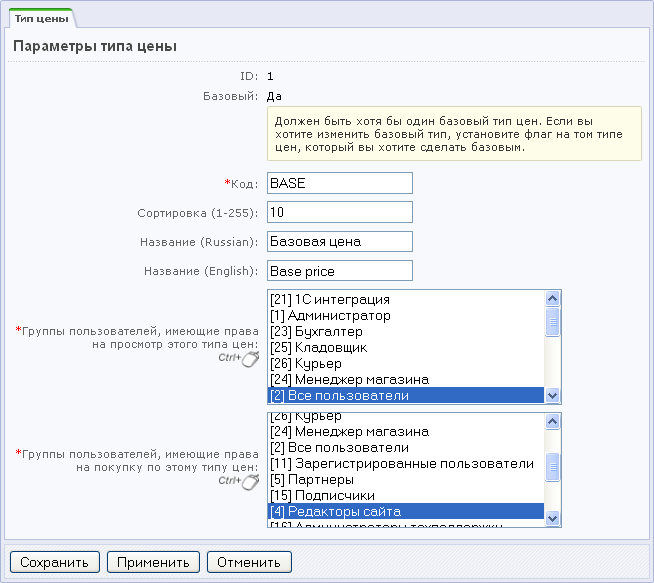 Тип цены
Параметры типа цены
ID: 1
Базовый: Да
Должен быть хотя бы один базовый тип цен. Если вы
хотите изменить базовый тип, установите флаг на том типе
цен, который вы хотите сделать базовым.
*Код: BASE
Сортировка (1-255): 10
Название (Russian): Базовая цена
Название (English): Base price
*Группы пользователей, имеющие права
на просмотр этого типа цен:
Ctrl+
[21] 1С интеграция
[1] Администратор
[23] Бухгалтер
[25] Кладовщик
[26] Курьер
[24] Менеджер магазина
[2] Все пользователи
*Группы пользователей, имеющие права
на покупку по этому типу цен:
Ctrl+
[26] Курьер
[24] Менеджер магазина
[2] Все пользователи
[11] Зарегистрированные пользователи
[5] Партнеры
[15] Подписчики
[4] Редакторы сайта
[16] Администраторы техподдержки
Сохранить Применить Отменить